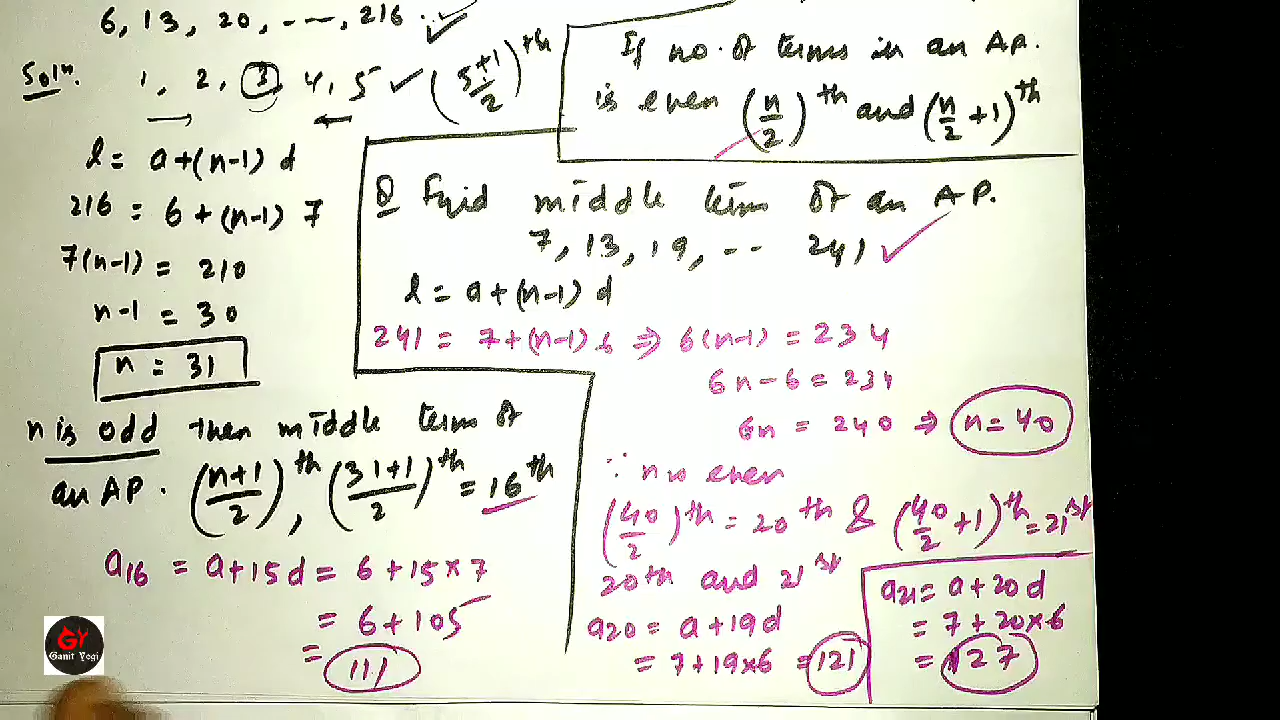 6, 13, 20, ---, 216.
Soln. 1, 2, 3, 4, 5 ✓ (5+1/2)th
l = a+(n-1) d
216 = 6 + (n-1) 7
7(n-1) = 210
n-1 = 30
n = 31
n is odd then middle term of
an AP. (n+1/2)th, (31+1/2)th = 16th
a16 = a+15d = 6+15×7
= 6+105
= 111
If no. of terms in an A.P.
is even (n/2)th and (n/2 +1)th
Q Find middle term of an A.P.
7, 13, 19, -- 241 ✓
l = a+(n-1) d
241 = 7+(n-1) 6 ⇒ 6(n-1) = 234
6n-6 = 234
6n = 240 ⇒ n= 40
∵ n is even
(40/2)th = 20th & (40/2 +1)th = 21st
20th and 21st
a20 = a+19d
= 7+19×6 = 121
a21 = a+20d
= 7+20×6
= 127
GY
Ganit Yogi